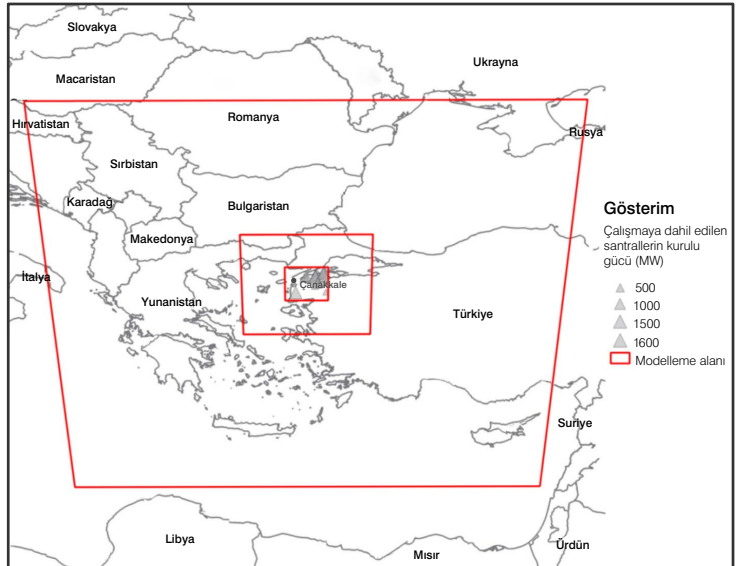 Slovakya
Ukrayna
Macaristan
Romanya
Hırvatistan
Rusya
Sırbistan
Karadağ
Bulgaristan
Makedonya
İtalya
Çanakkale
Yunanistan
Türkiye
Suriye
Libya
Mısır
Ürdün
Gösterim
Çalışmaya dahil edilen
santrallerin kurulu
gücü (MW)
500
1000
1500
1600
Modelleme alanı